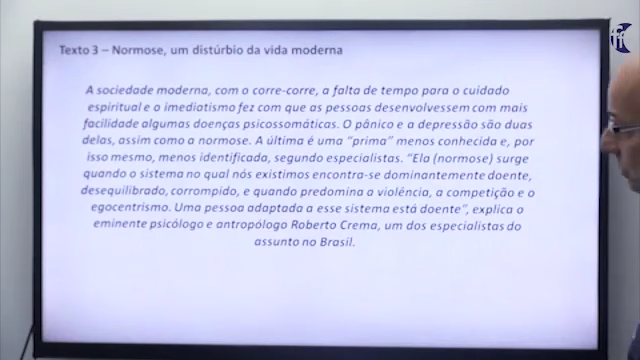 Texto 3 – Normose, um distúrbio da vida moderna
A sociedade moderna, com o corre-corre, a falta de tempo para o cuidado
espiritual e o imediatismo fez com que as pessoas desenvolvessem com mais
facilidade algumas doenças psicossomáticas. O pânico e a depressão são duas
delas, assim como a normose. A última é uma "prima" menos conhecida e, por
isso mesmo, menos identificada, segundo especialistas. "Ela (normose) surge
quando o sistema no qual nós existimos encontra-se dominantemente doente,
desequilibrado, corrompido, e quando predomina a violência, a competição e o
egocentrismo. Uma pessoa adaptada a esse sistema está doente", explica o
eminente psicólogo e antropólogo Roberto Crema, um dos especialistas do
assunto no Brasil.